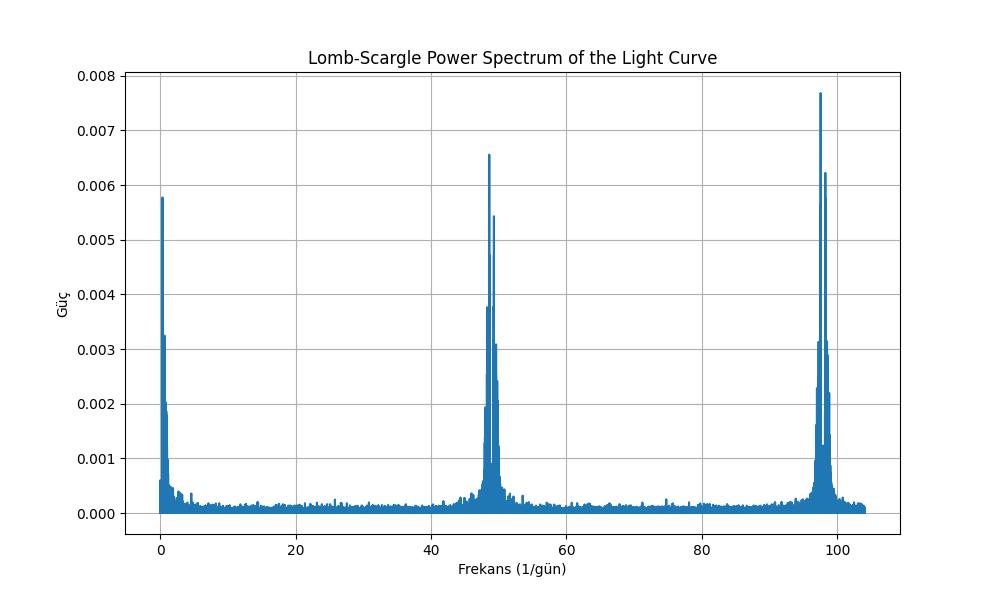 Lomb-Scargle Power Spectrum of the Light Curve
0.008
0.007
0.006
0.005
0.004
0.003
0.002
0.001
0.000
Güç
0 20 40 60 80 100
Frekans (1/gün)